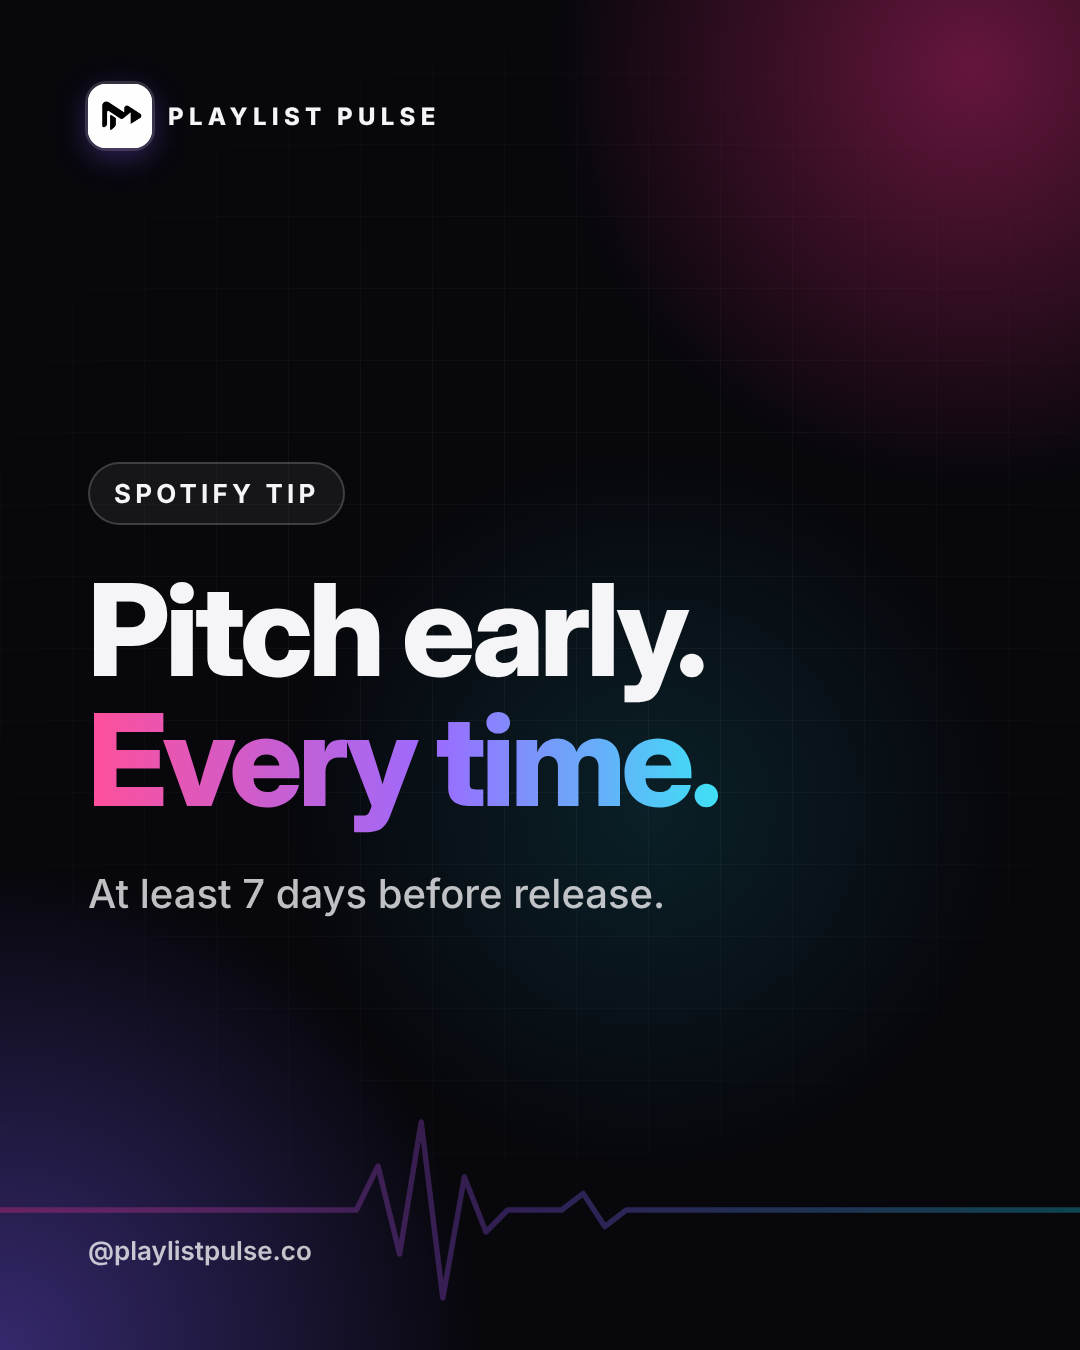 PLAYLIST PULSE
SPOTIFY TIP
Pitch early.
Every time.
At least 7 days before release.
@playlistpulse.co